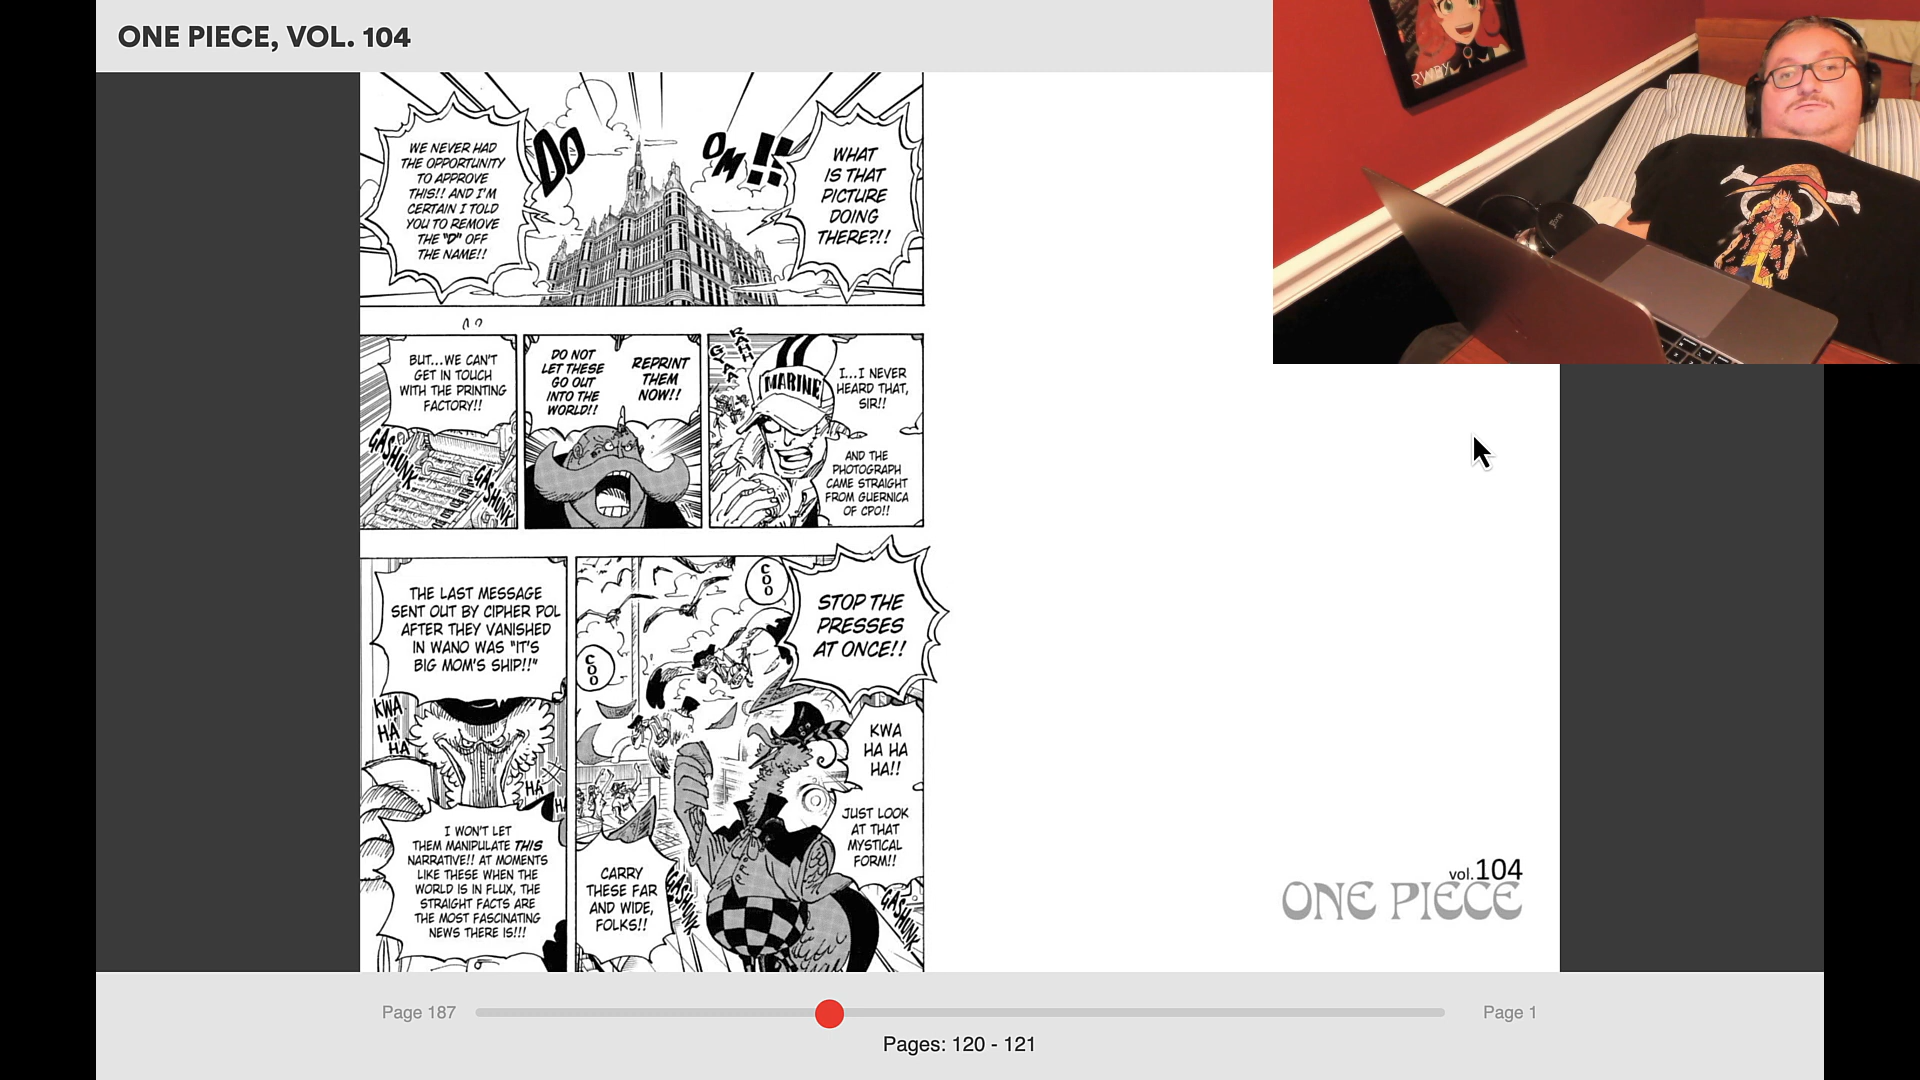 ONE PIECE, VOL. 104
RWBY
WHAT
IS THAT
PICTURE
DOING
THERE?!!
DO
OM!!
WE NEVER HAD
THE OPPORTUNITY
TO APPROVE
THIS!! AND I'M
CERTAIN I TOLD
YOU TO REMOVE
THE "D" OFF
THE NAME!!
RAHH
GYAA
MARINE
I...I NEVER
HEARD THAT,
SIR!!
AND THE
PHOTOGRAPH
CAME STRAIGHT
FROM GUERNICA
OF CP0!!
REPRINT
THEM
NOW!!
DO NOT
LET THESE
GO OUT
INTO THE
WORLD!!
BUT...WE CAN'T
GET IN TOUCH
WITH THE PRINTING
FACTORY!!
GASHUNK
GASHUNK
STOP THE
PRESSES
AT ONCE!!
COO
COO
KWA
HA HA
HA!!
JUST LOOK
AT THAT
MYSTICAL
FORM!!
CARRY
THESE FAR
AND WIDE,
FOLKS!!
GASHUNK
GASHUNK
THE LAST MESSAGE
SENT OUT BY CIPHER POL
AFTER THEY VANISHED
IN WANO WAS "IT'S
BIG MOM'S SHIP!!"
KWA
HA
HA
HA
I WON'T LET
THEM MANIPULATE THIS
NARRATIVE!! AT MOMENTS
LIKE THESE WHEN THE
WORLD IS IN FLUX, THE
STRAIGHT FACTS ARE
THE MOST FASCINATING
NEWS THERE IS!!!
vol.104
ONE PIECE
Page 187
Page 1
Pages: 120 - 121